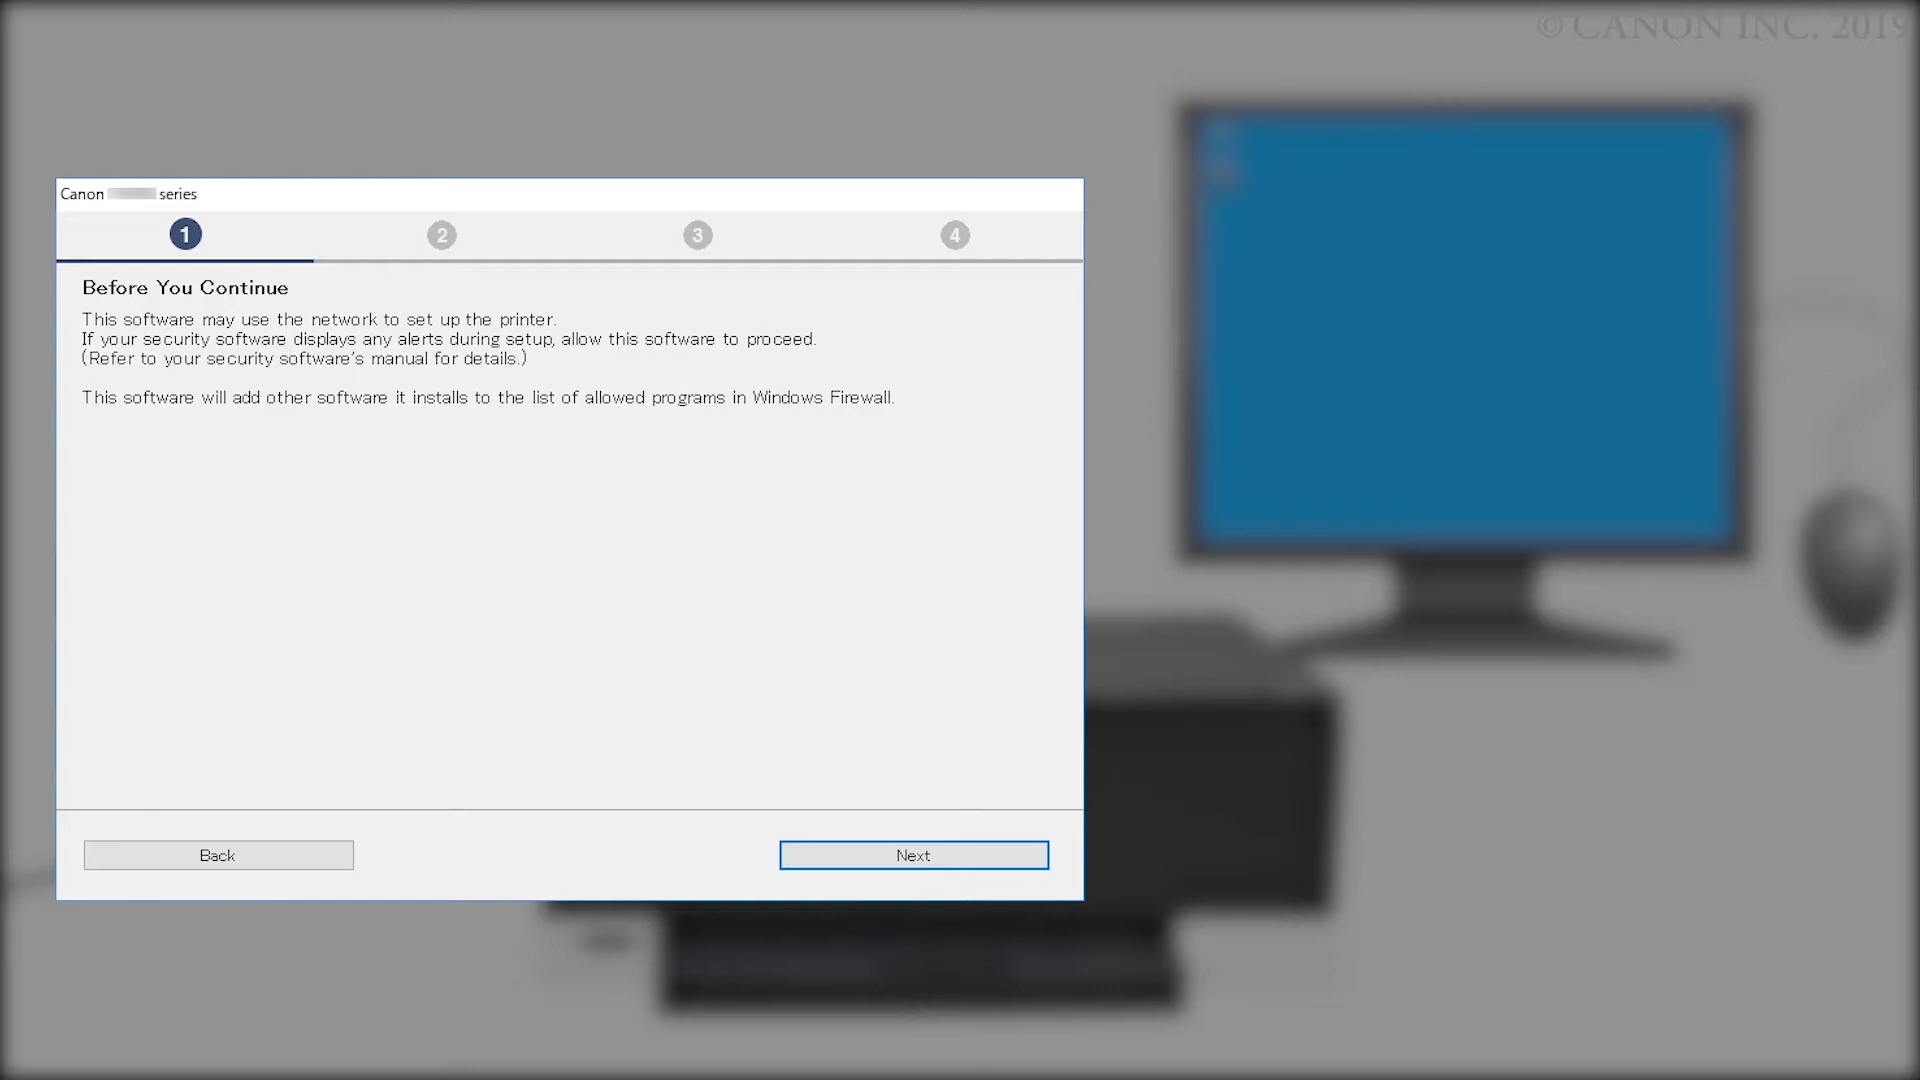 © CANON INC. 2019
Canon series
1 2 3 4
Before You Continue
This software may use the network to set up the printer.
If your security software displays any alerts during setup, allow this software to proceed.
(Refer to your security software's manual for details.)
This software will add other software it installs to the list of allowed programs in Windows Firewall.
Back Next